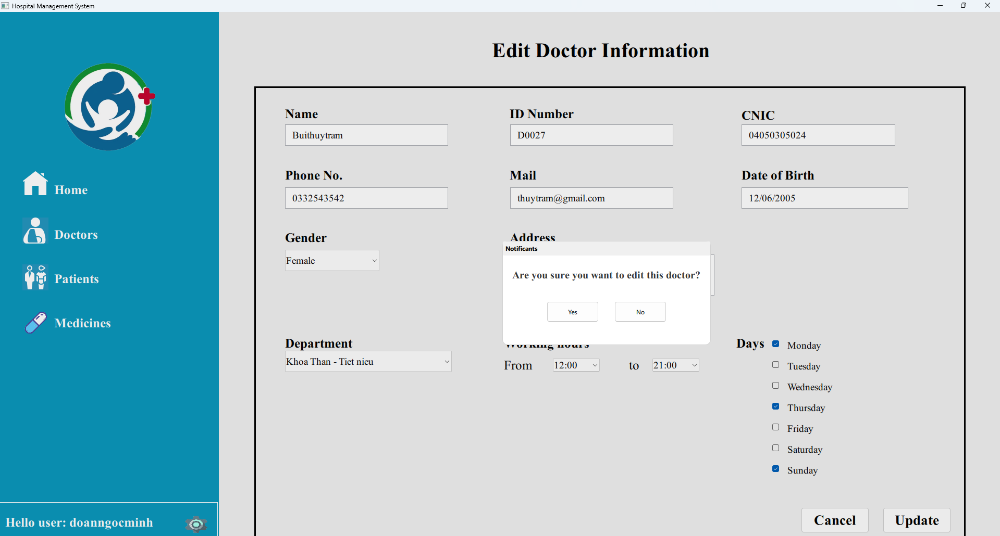 Hospital Management System
Edit Doctor Information
Name
ID Number
CNIC
Buithuytram
D0027
04050305024
Phone No.
Mail
Date of Birth
0332543542
thuytram@gmail.com
12/06/2005
Home
Doctors
Patients
Medicines
Gender
Address
Female
Notificants
Are you sure you want to edit this doctor?
Yes
No
Department
Working hours
Days
Khoa Than - Tiet nieu
From
12:00
to
21:00
Monday
Tuesday
Wednesday
Thursday
Friday
Saturday
Sunday
Cancel
Update
Hello user: doanngocminh